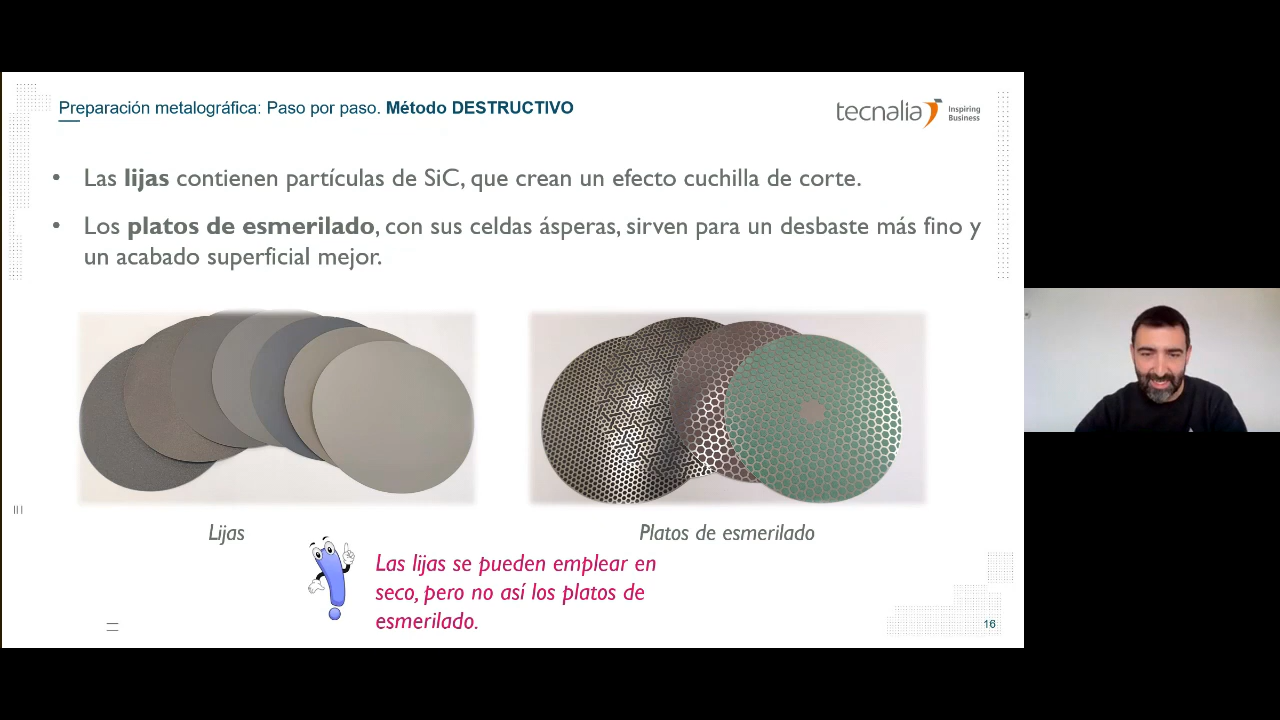 Preparación metalográfica: Paso por paso. Método DESTRUCTIVO
tecnalia Inspiring
Business
• Las lijas contienen partículas de SiC, que crean un efecto cuchilla de corte.
• Los platos de esmerilado, con sus celdas ásperas, sirven para un desbaste más fino y
un acabado superficial mejor.
Lijas
Platos de esmerilado
Las lijas se pueden emplear en
seco, pero no así los platos de
esmerilado.
16